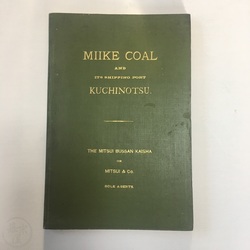 MIIKE COAL
AND
ITS SHIPPING PORT
KUCHINOTSU.
THE MITSUI BUSSAN KAISHA
OR
MITSUI & CO.
SOLE AGENTS.